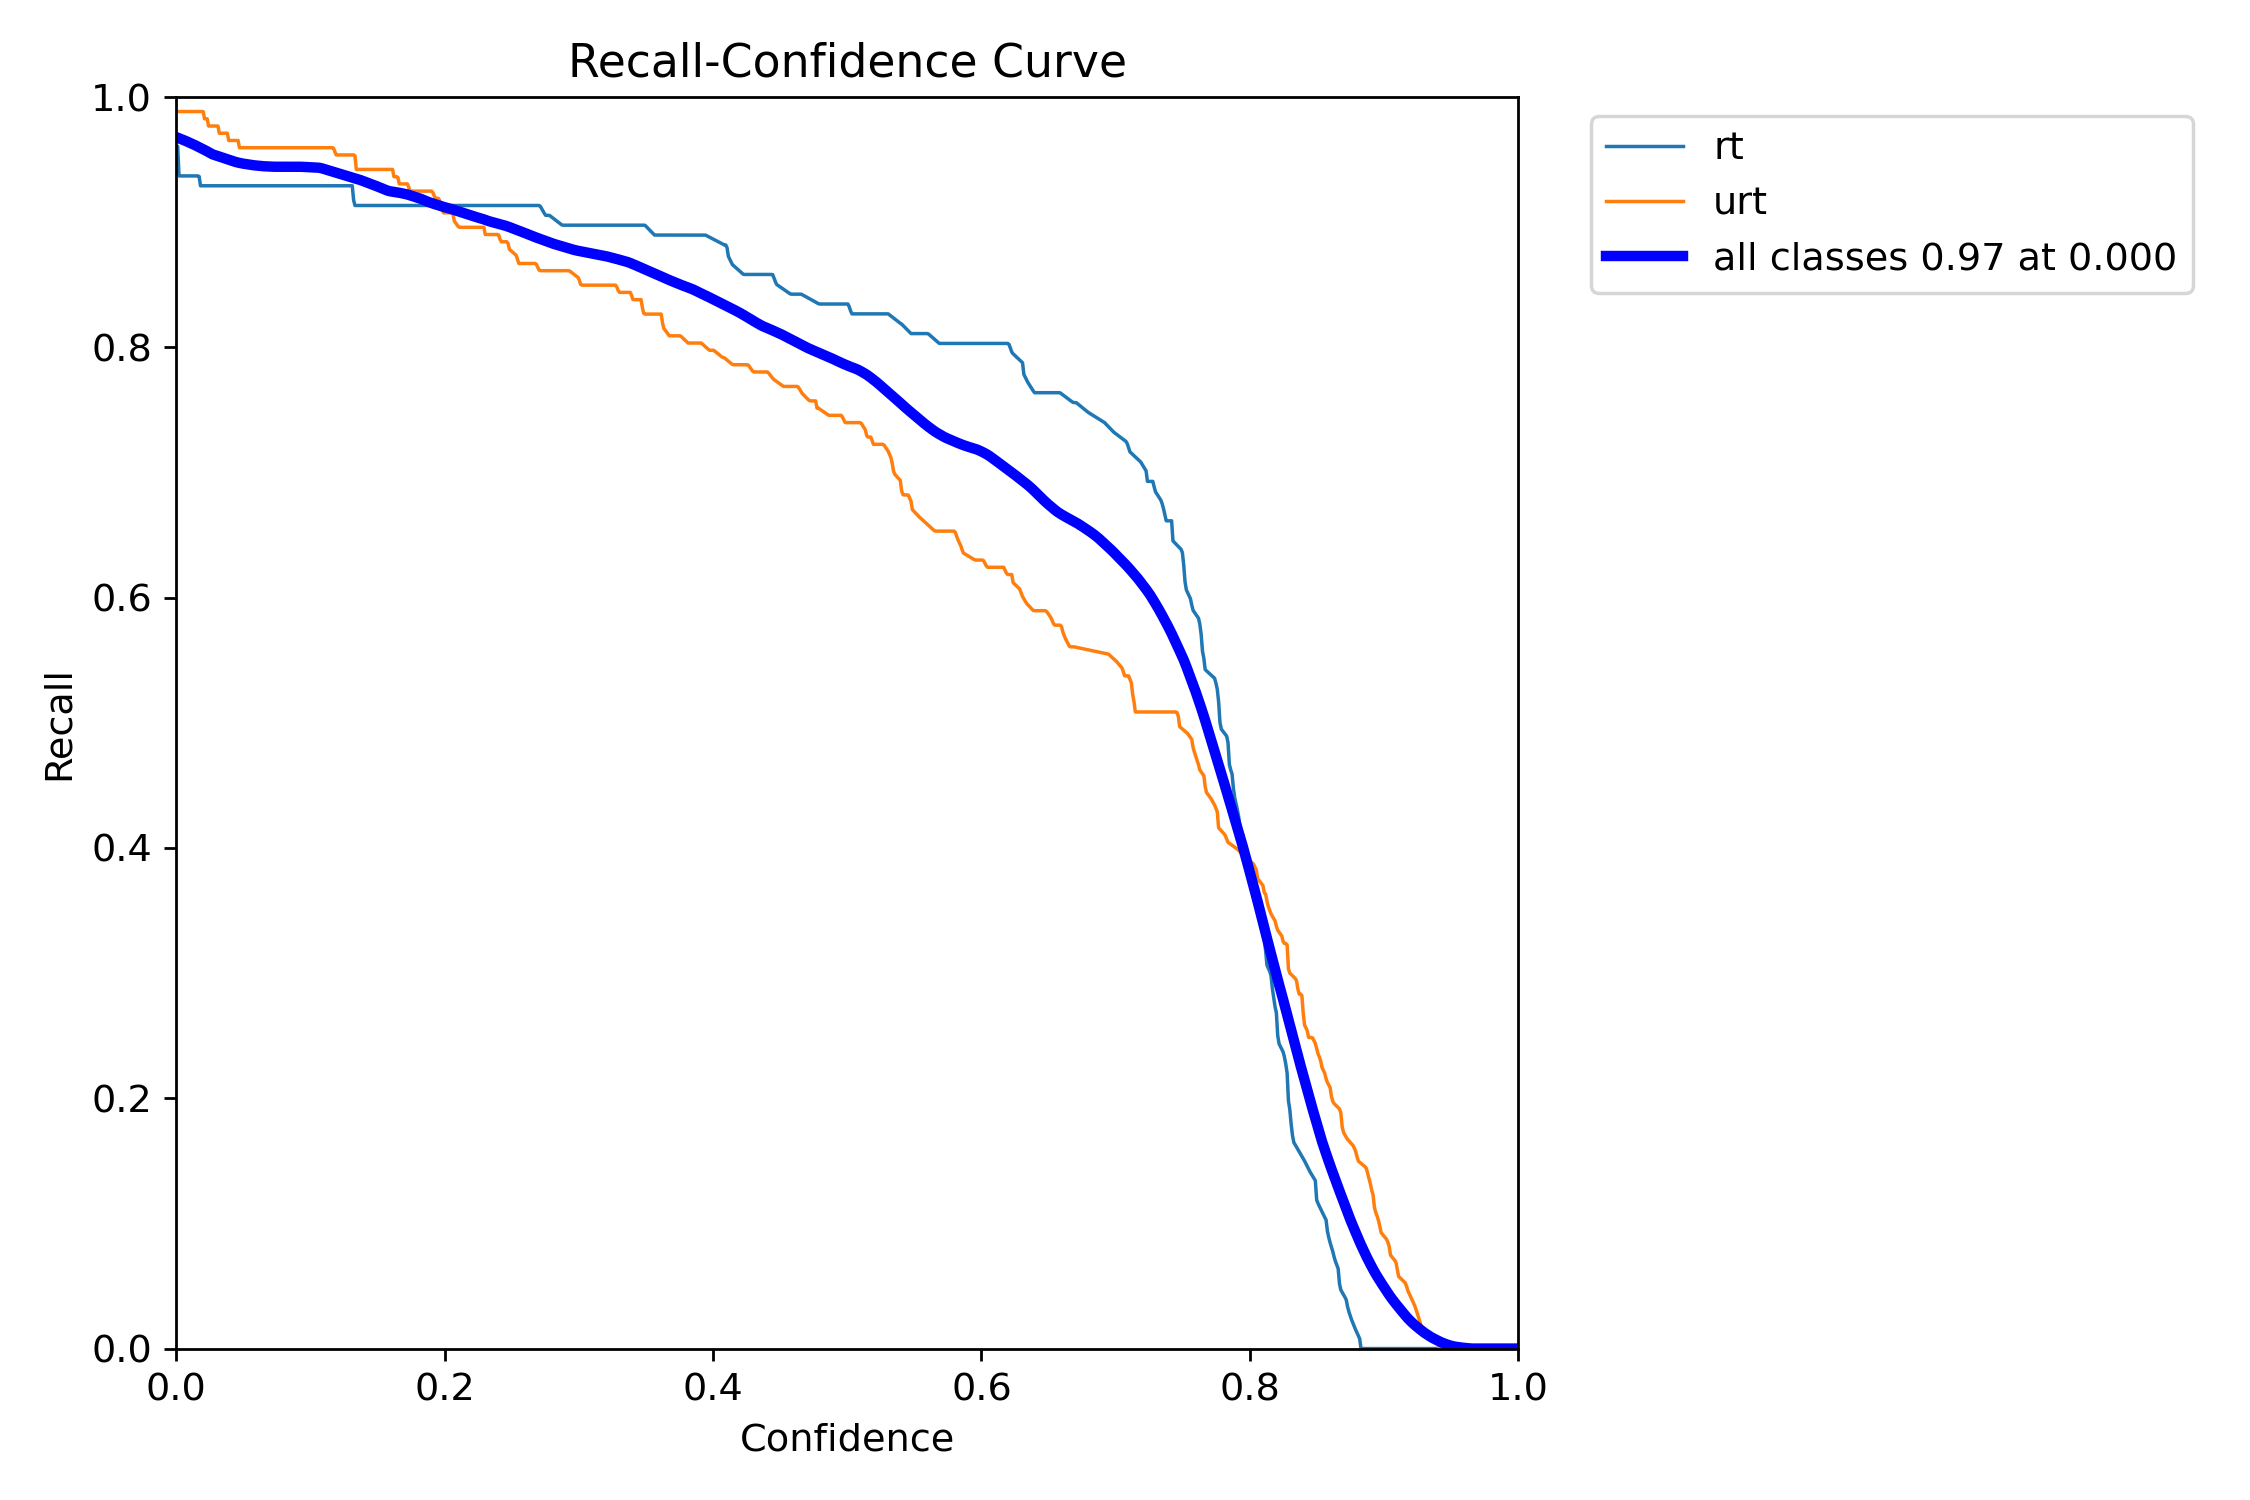 Recall-Confidence Curve
rt
urt
all classes 0.97 at 0.000
1.0
0.8
0.6
0.4
0.2
0.0
Recall
0.0 0.2 0.4 0.6 0.8 1.0
Confidence